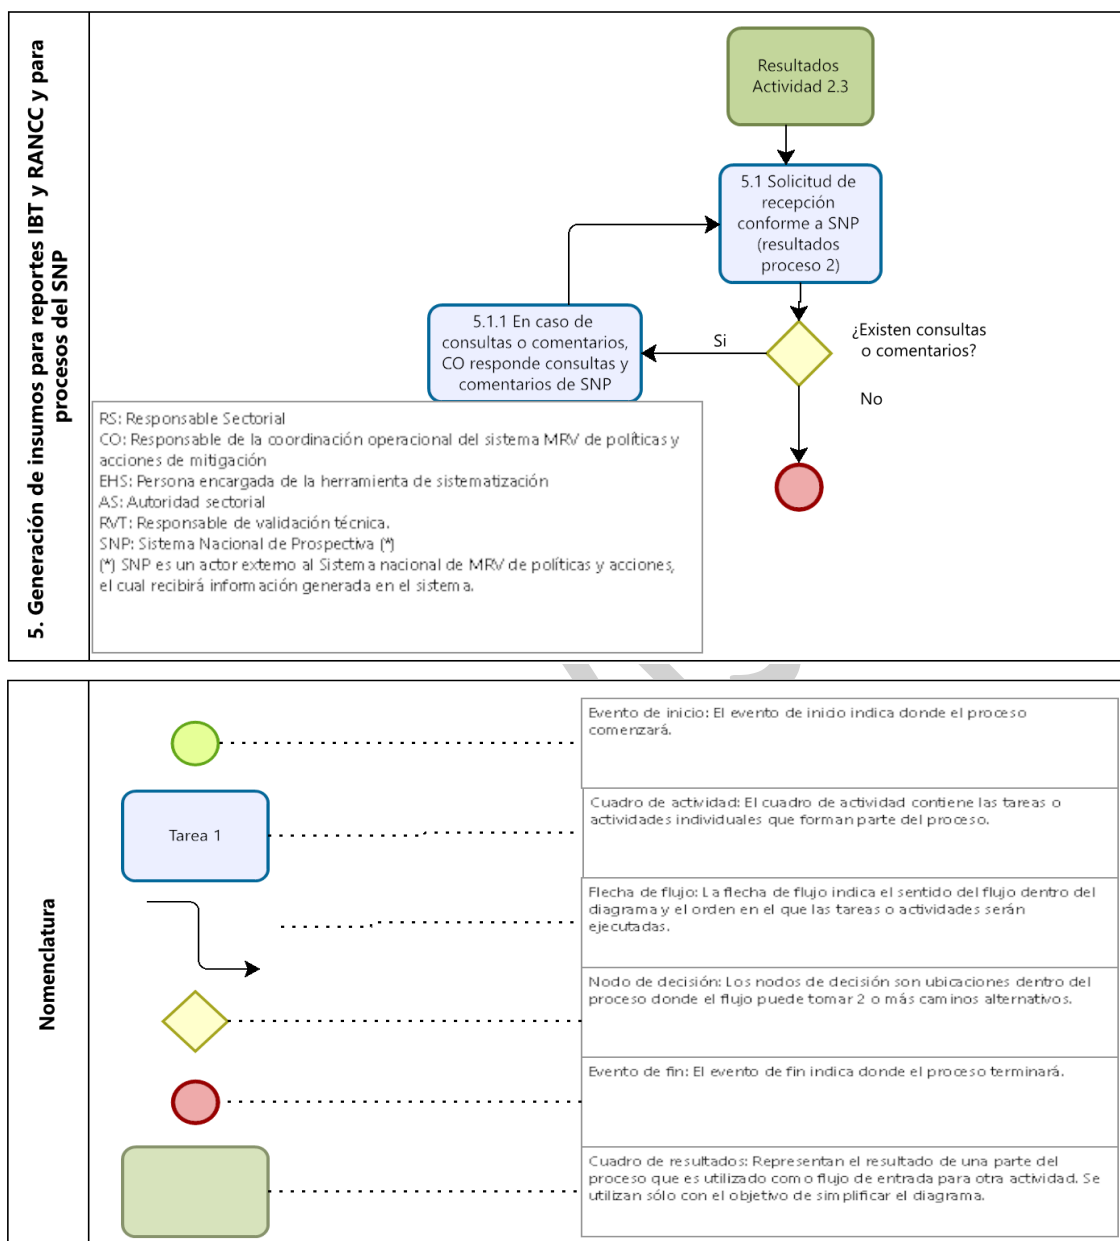 5. Generación de insumos para reportes IBT y RANCC y para
procesos del SNP
Resultados
Actividad 2.3
5.1 Solicitud de
recepción
conforme a SNP
(resultados
proceso 2)
¿Existen consultas
o comentarios?
Si
No
5.1.1 En caso de
consultas o comentarios,
CO responde consultas y
comentarios de SNP
RS: Responsable Sectorial
CO: Responsable de la coordinación operacional del sistema MRV de políticas y
acciones de mitigación
EHS: Persona encargada de la herramienta de sistematización
AS: Autoridad sectorial
RVT: Responsable de validación técnica.
SNP: Sistema Nacional de Prospectiva (*)
(*) SNP es un actor externo al Sistema nacional de MRV de políticas y acciones,
el cual recibirá información generada en el sistema.
Nomenclatura
Evento de inicio: El evento de inicio indica donde el proceso
comenzará.
Tarea 1
Cuadro de actividad: El cuadro de actividad contiene las tareas o
actividades individuales que forman parte del proceso.
Flecha de flujo: La flecha de flujo indica el sentido del flujo dentro del
diagrama y el orden en el que las tareas o actividades serán
ejecutadas.
Nodo de decisión: Los nodos de decisión son ubicaciones dentro del
proceso donde el flujo puede tomar 2 o más caminos alternativos.
Evento de fin: El evento de fin indica donde el proceso terminará.
Cuadro de resultados: Representan el resultado de una parte del
proceso que es utilizado como flujo de entrada para otra actividad. Se
utilizan sólo con el objetivo de simplificar el diagrama.